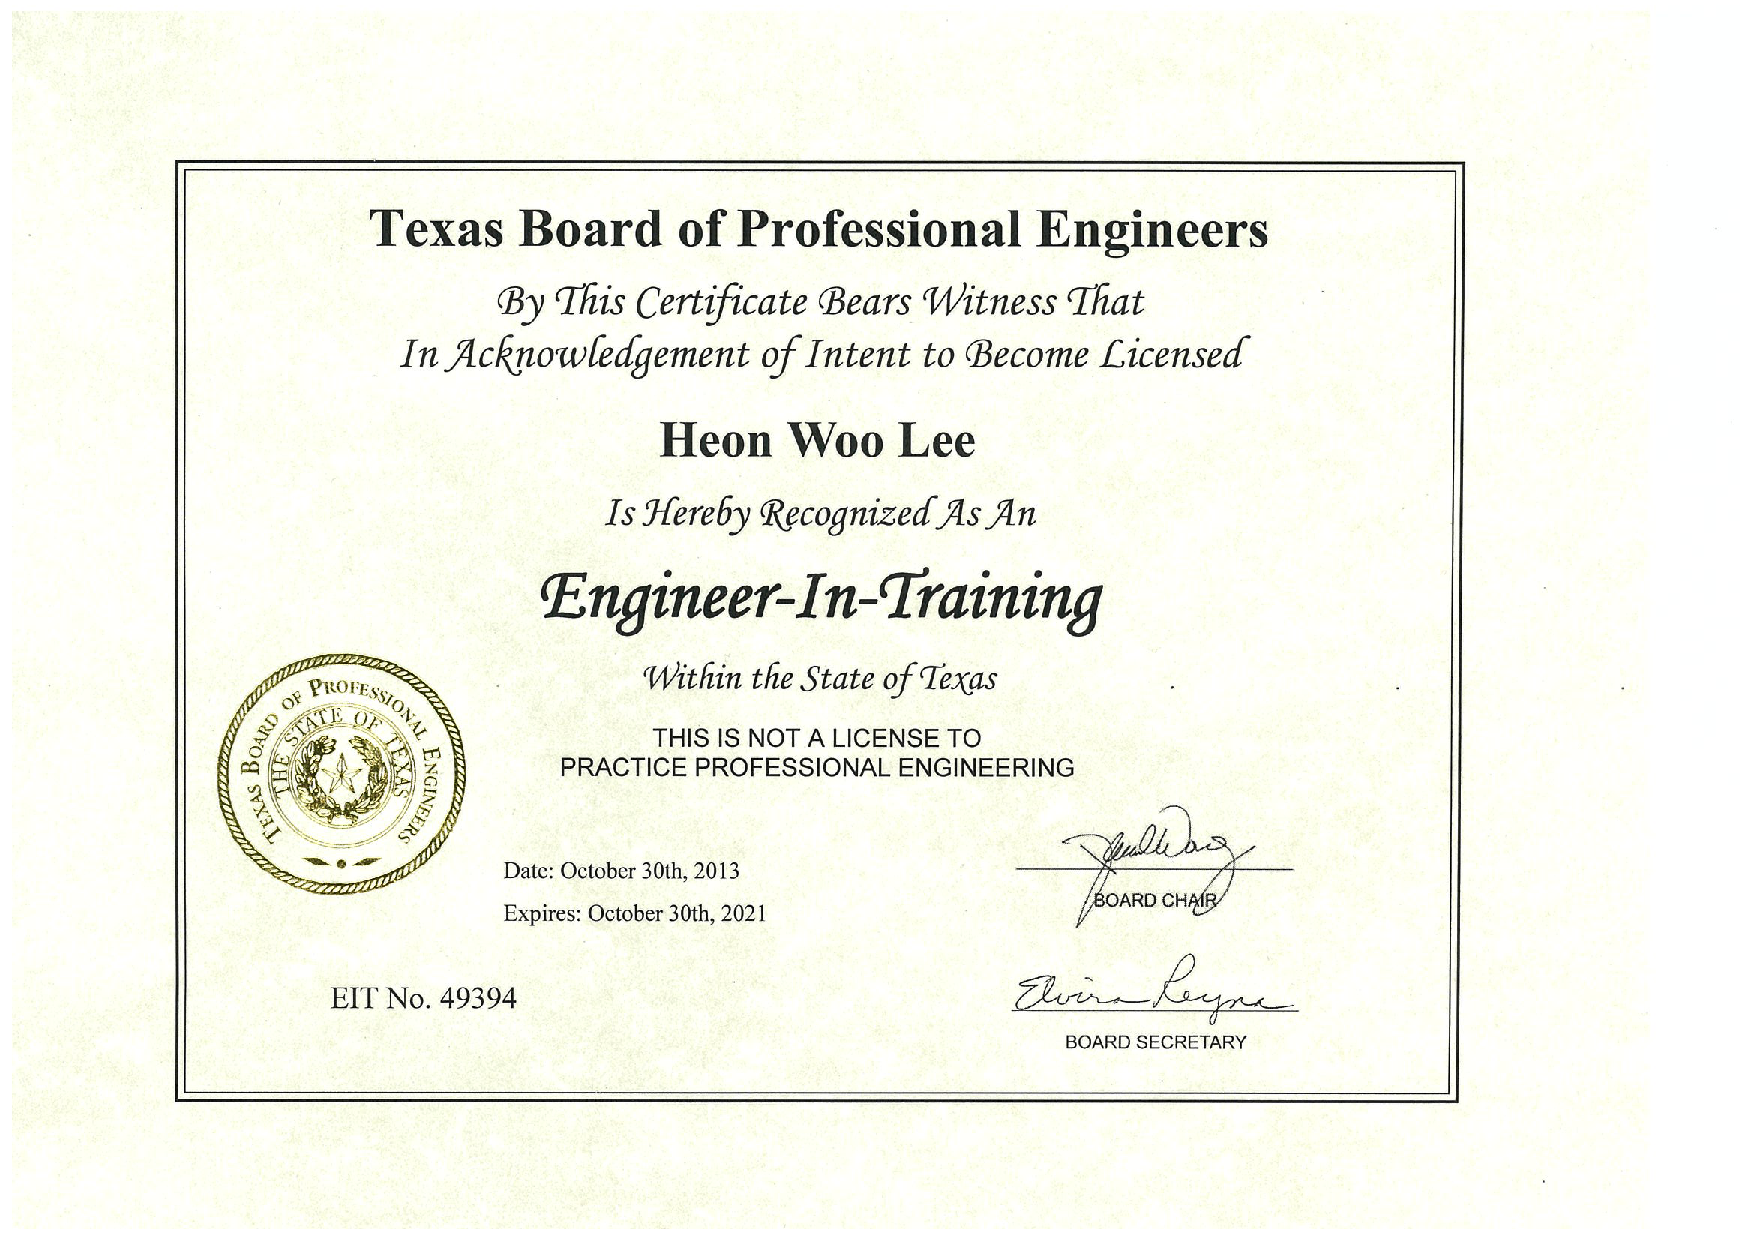 Texas Board of Professional Engineers
By This Certificate Bears Witness That
In Acknowledgement of Intent to Become Licensed
Heon Woo Lee
Is Hereby Recognized As An
Engineer-In-Training
Within the State of Texas
THIS IS NOT A LICENSE TO
PRACTICE PROFESSIONAL ENGINEERING
TEXAS BOARD OF PROFESSIONAL ENGINEERS
THE STATE OF TEXAS
Date: October 30th, 2013
Expires: October 30th, 2021
BOARD CHAIR
EIT No. 49394
Elvira Reyna
BOARD SECRETARY